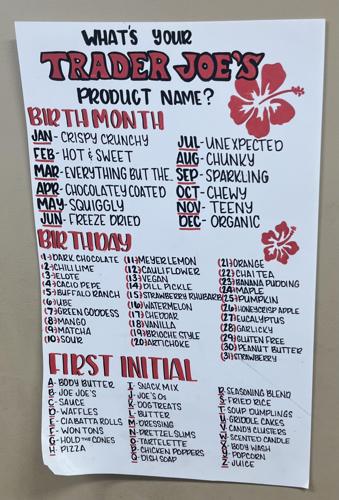 WHAT'S YOUR
TRADER JOE'S
PRODUCT NAME?
BIRTH MONTH
JAN- CRISPY CRUNCHY
FEB- HOT & SWEET
MAR- EVERYTHING BUT THE..
APR- CHOCOLATEY COATED
MAY- SQUIGGLY
JUN- FREEZE DRIED
JUL- UNEXPECTED
AUG- CHUNKY
SEP- SPARKLING
OCT- CHEWY
NOV- TEENY
DEC- ORGANIC
BIRTHDAY
(1) DARK CHOCOLATE
(2) CHILI LIME
(3) ELOTE
(4) CACIO PEPE
(5) BUFFALO RANCH
(6) UBE
(7) GREEN GODDESS
(8) MANGO
(9) MATCHA
(10) SOUR
(11) MEYER LEMON
(12) CAULIFLOWER
(13) VEGAN
(14) DILL PICKLE
(15) STRAWBERRY RHUBARB
(16) WATERMELON
(17) CHEDDAR
(18) VANILLA
(19) BRIOCHE STYLE
(20) ARTICHOKE
(21) ORANGE
(22) CHAI TEA
(23) BANANA PUDDING
(24) MAPLE
(25) PUMPKIN
(26) HONEYCRISP APPLE
(27) EUCALYPTUS
(28) GARLICKY
(29) GLUTEN FREE
(30) PEANUT BUTTER
(31) STRAWBERRY
FIRST INITIAL
A- BODY BUTTER
B- JOE JOE'S
C- SAUCE
D- WAFFLES
E- CIABATTA ROLLS
F- WONTONS
G- HOLD THE CONES
H- PIZZA
I- SNACK MIX
J- JOE'S Os
K- DOG TREATS
L- BUTTER
M- DRESSING
N- PRETZEL SLIMS
O- TARTELETTE
P- CHICKEN POPPERS
Q- DISH SOAP
R- SEASONING BLEND
S- FRIED RICE
T- SOUP DUMPLINGS
U- GRIDDLE CAKES
V- CANDY CLUSTERS
W- SCENTED CANDLE
X- BODY WASH
Y- POPCORN
Z- JUICE